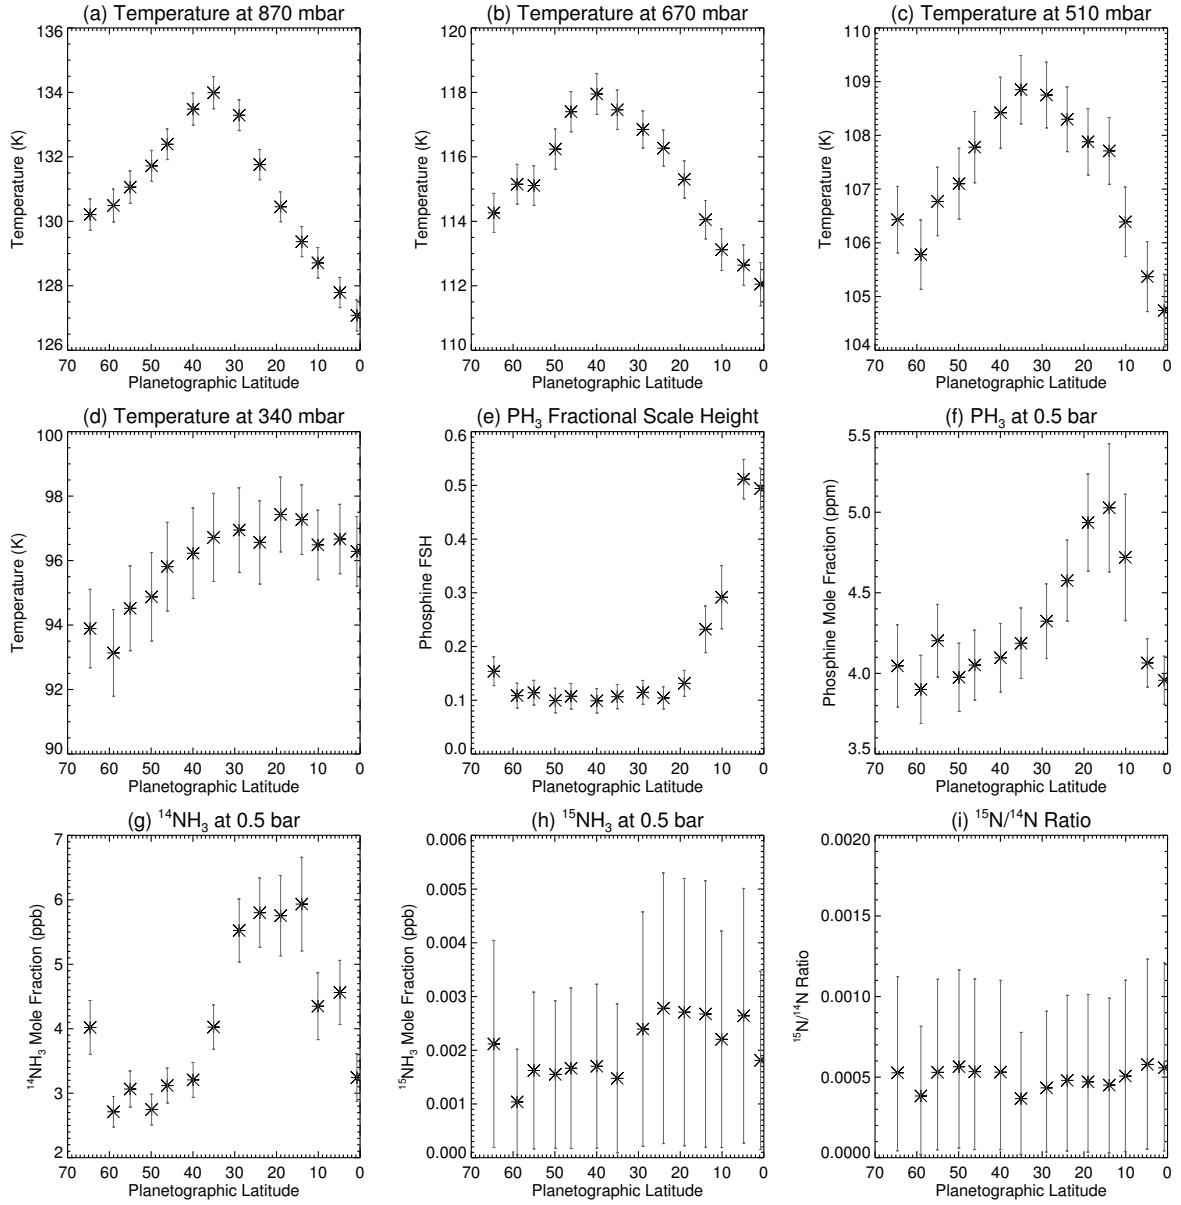 (a) Temperature at 870 mbar
Temperature (K)
136
134
132
130
128
126
70 60 50 40 30 20 10 0
Planetographic Latitude
(b) Temperature at 670 mbar
Temperature (K)
120
118
116
114
112
110
70 60 50 40 30 20 10 0
Planetographic Latitude
(c) Temperature at 510 mbar
Temperature (K)
110
109
108
107
106
105
104
70 60 50 40 30 20 10 0
Planetographic Latitude
(d) Temperature at 340 mbar
Temperature (K)
100
98
96
94
92
90
70 60 50 40 30 20 10 0
Planetographic Latitude
(e) PH₃ Fractional Scale Height
Phosphine FSH
0.6
0.5
0.4
0.3
0.2
0.1
0.0
70 60 50 40 30 20 10 0
Planetographic Latitude
(f) PH₃ at 0.5 bar
Phosphine Mole Fraction (ppm)
5.5
5.0
4.5
4.0
3.5
70 60 50 40 30 20 10 0
Planetographic Latitude
(g) ¹⁴NH₃ at 0.5 bar
¹⁴NH₃ Mole Fraction (ppb)
7
6
5
4
3
2
70 60 50 40 30 20 10 0
Planetographic Latitude
(h) ¹⁵NH₃ at 0.5 bar
¹⁵NH₃ Mole Fraction (ppb)
0.006
0.005
0.004
0.003
0.002
0.001
0.000
70 60 50 40 30 20 10 0
Planetographic Latitude
(i) ¹⁵N/¹⁴N Ratio
¹⁵N/¹⁴N Ratio
0.0020
0.0015
0.0010
0.0005
0.0000
70 60 50 40 30 20 10 0
Planetographic Latitude